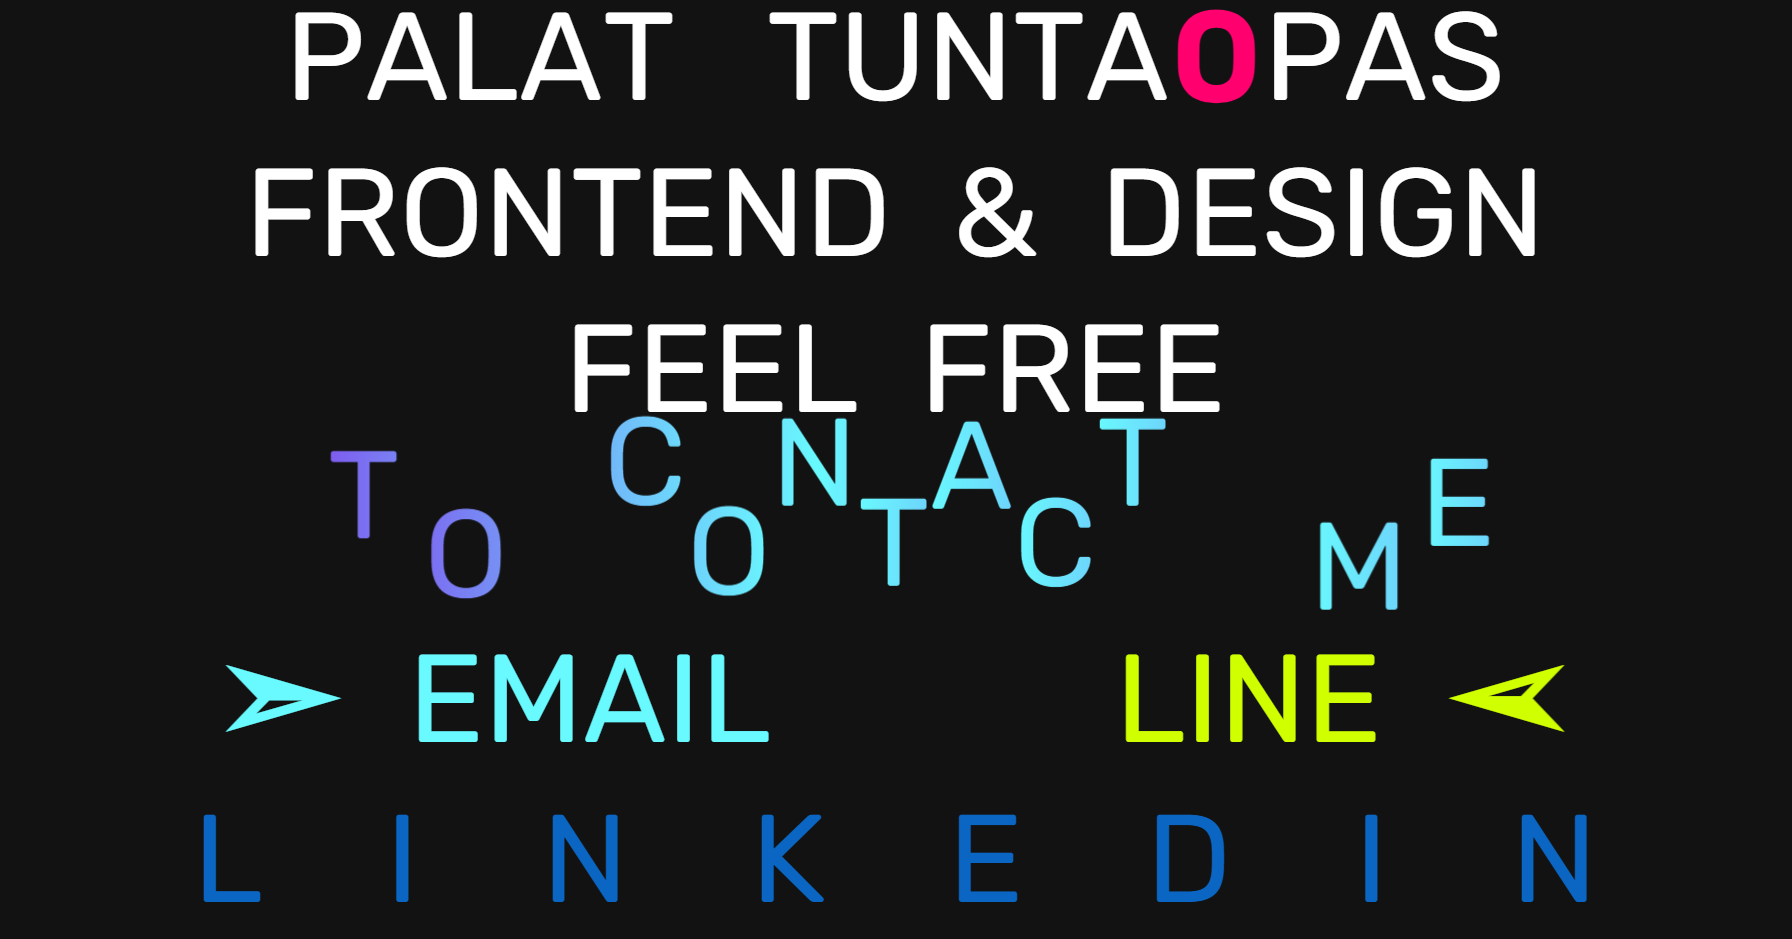 PALAT TUNTAOPAS
FRONTEND & DESIGN
FEEL FREE
TO CONTACT ME
EMAIL LINE
LINKEDIN